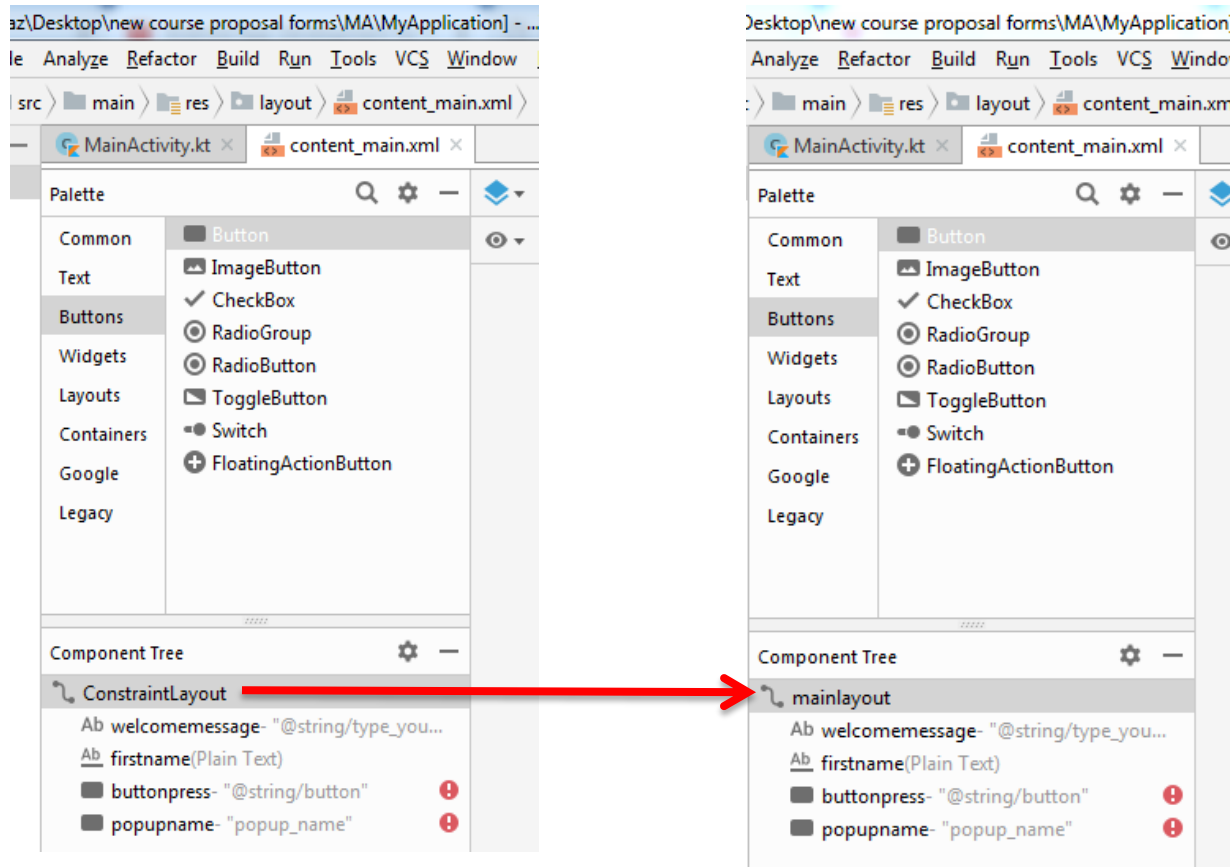 az\Desktop\new course proposal forms\MA\MyApplication] - ...
le Analyze Refactor Build Run Tools VCS Window
src main res layout content_main.xml
MainActivity.kt content_main.xml
Palette
Common
Text
Buttons
Widgets
Layouts
Containers
Google
Legacy
Button
ImageButton
CheckBox
RadioGroup
RadioButton
ToggleButton
Switch
FloatingActionButton
Component Tree
ConstraintLayout
Ab welcomemessage- "@string/type_you...
Ab firstname(Plain Text)
buttonpress- "@string/button"
popupname- "popup_name"
Desktop\new course proposal forms\MA\MyApplication]
Analyze Refactor Build Run Tools VCS Windo
main res layout content_main.xm
MainActivity.kt content_main.xml
Palette
Common
Text
Buttons
Widgets
Layouts
Containers
Google
Legacy
Button
ImageButton
CheckBox
RadioGroup
RadioButton
ToggleButton
Switch
FloatingActionButton
Component Tree
mainlayout
Ab welcomemessage- "@string/type_you...
Ab firstname(Plain Text)
buttonpress- "@string/button"
popupname- "popup_name"